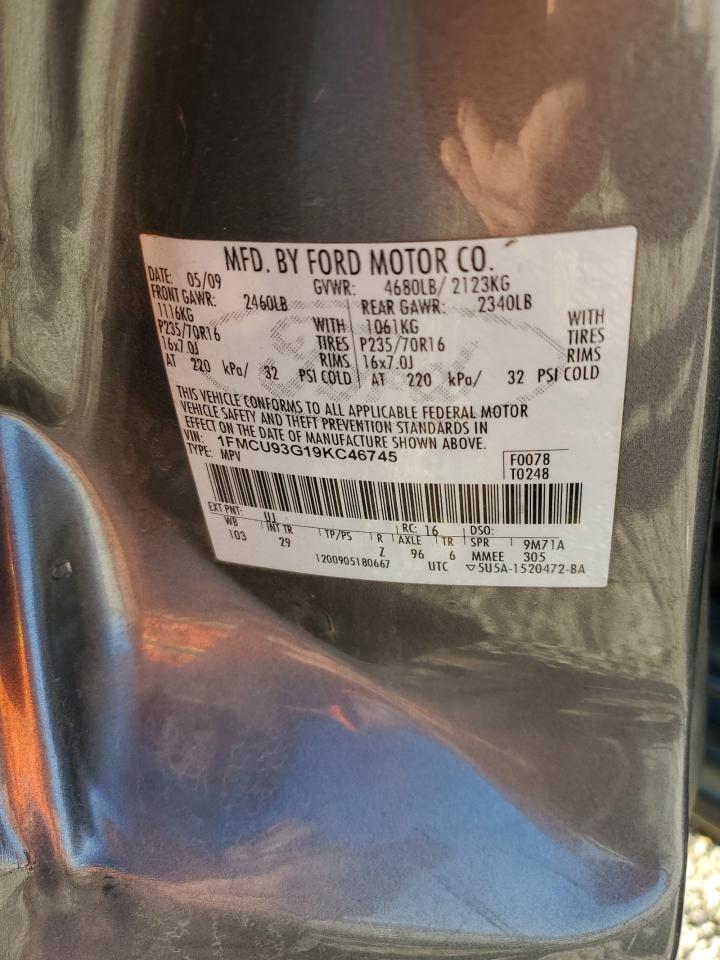 MFD. BY FORD MOTOR CO.
DATE: 05/09 GVWR: 4680LB/ 2123KG
FRONT GAWR: 2460LB REAR GAWR: 2340LB
1116KG WITH 1061KG WITH
P235/70R16 TIRES P235/70R16 TIRES
16x7.0J RIMS 16x7.0J RIMS
AT 220 kPa/ 32 PSI COLD AT 220 kPa/ 32 PSI COLD
THIS VEHICLE CONFORMS TO ALL APPLICABLE FEDERAL MOTOR
VEHICLE SAFETY AND THEFT PREVENTION STANDARDS IN
EFFECT ON THE DATE OF MANUFACTURE SHOWN ABOVE.
VIN: 1FMCU93G19KC46745 F0078
TYPE: MPV T0248
EXT PNT: UJ RC: 16 DSO:
WB INT TR TP/PS R AXLE TR SPR 9M71A
103 29 Z 96 6 MMEE 305
1200905180667 UTC ▽5U5A-1520472-BA